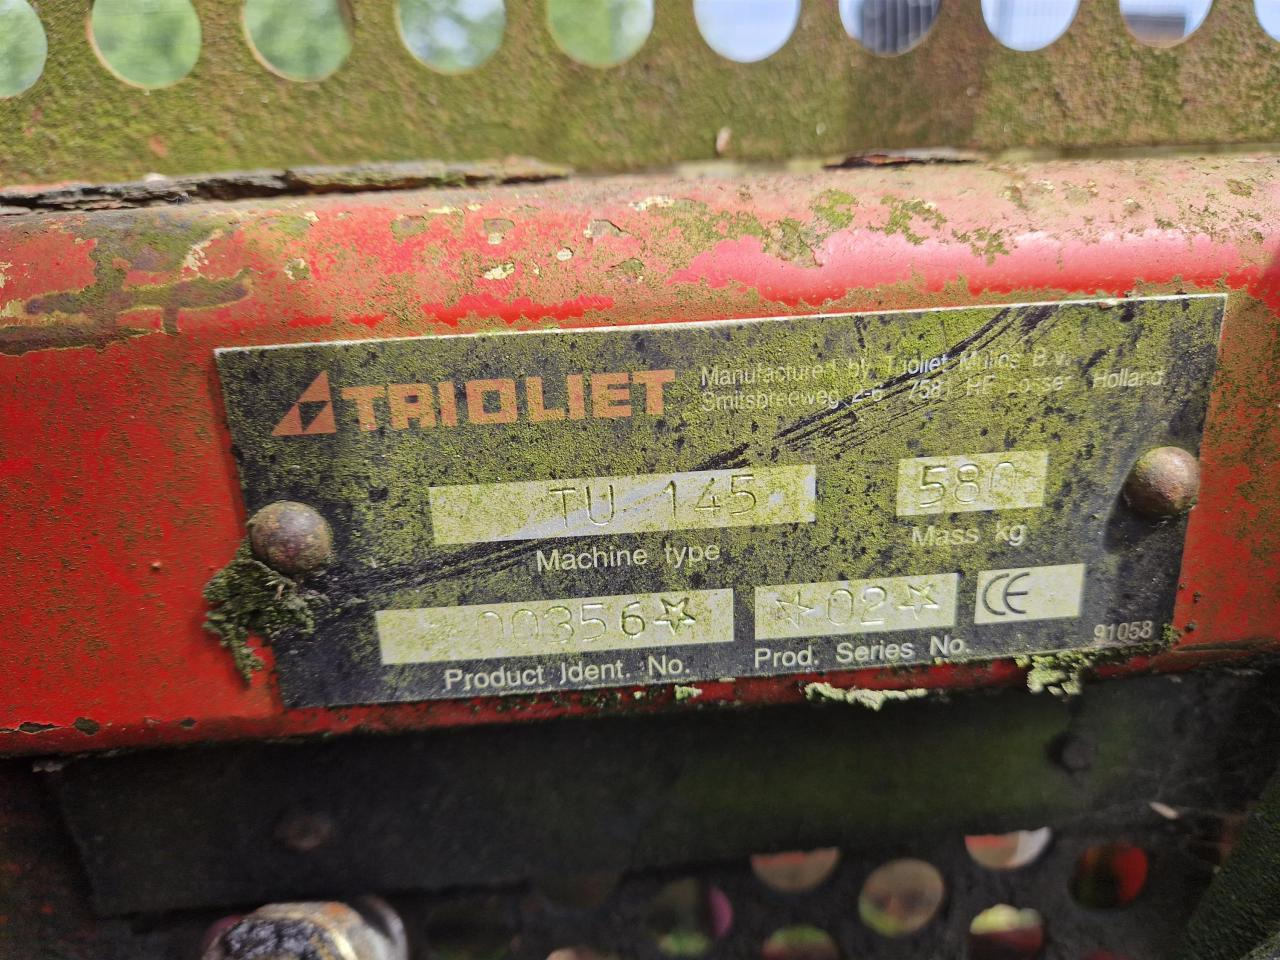 TRIOLIET
Manufactured by Trioliet Mullos B.V.
Smitspreeweg 2-6 7581 HE Losser Holland
TU 145
Machine type
580
Mass kg
00356☆
Product Ident. No.
☆02☆
Prod. Series No.
CE
91058